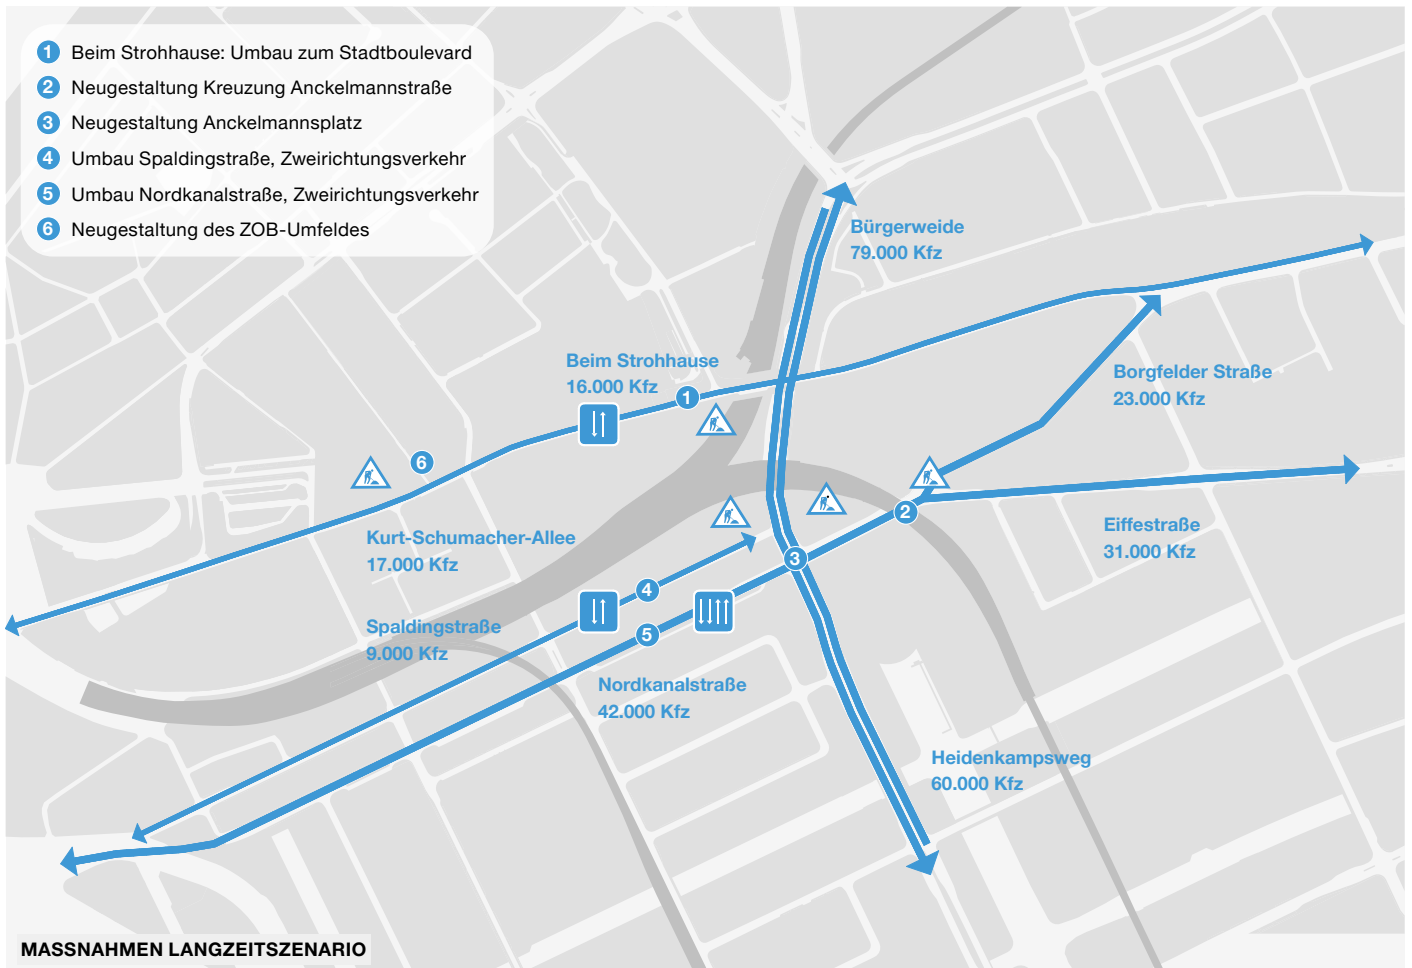 1 Beim Strohhause: Umbau zum Stadtboulevard
2 Neugestaltung Kreuzung Anckelmannstraße
3 Neugestaltung Anckelmannsplatz
4 Umbau Spaldingstraße, Zweirichtungsverkehr
5 Umbau Nordkanalstraße, Zweirichtungsverkehr
6 Neugestaltung des ZOB-Umfeldes
Bürgerweide
79.000 Kfz
Beim Strohhause
16.000 Kfz
1
Borgfelder Straße
23.000 Kfz
6
2
Eiffestraße
31.000 Kfz
Kurt-Schumacher-Allee
17.000 Kfz
3
4
Spaldingstraße
9.000 Kfz
5
Nordkanalstraße
42.000 Kfz
Heidenkampsweg
60.000 Kfz
MASSNAHMEN LANGZEITSZENARIO